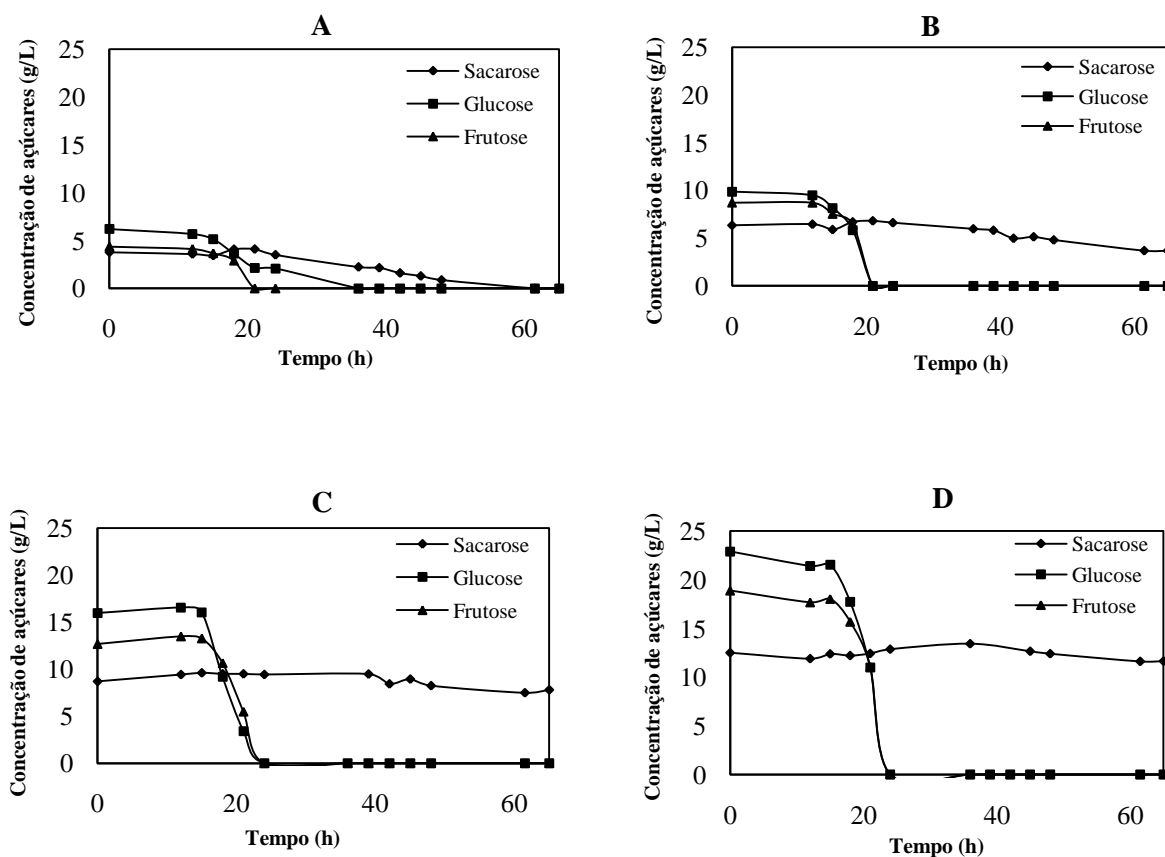 A
Concentração de açúcares (g/L)
25
20
15
10
5
0
Sacarose
Glucose
Frutose
0 20 40 60
Tempo (h)
B
Concentração de açúcares (g/L)
25
20
15
10
5
0
Sacarose
Glucose
Frutose
0 20 40 60
Tempo (h)
C
Concentração de açúcares (g/L)
25
20
15
10
5
0
Sacarose
Glucose
Frutose
0 20 40 60
Tempo (h)
D
Concentração de açúcares (g/L)
25
20
15
10
5
0
Sacarose
Glucose
Frutose
0 20 40 60
Tempo (h)